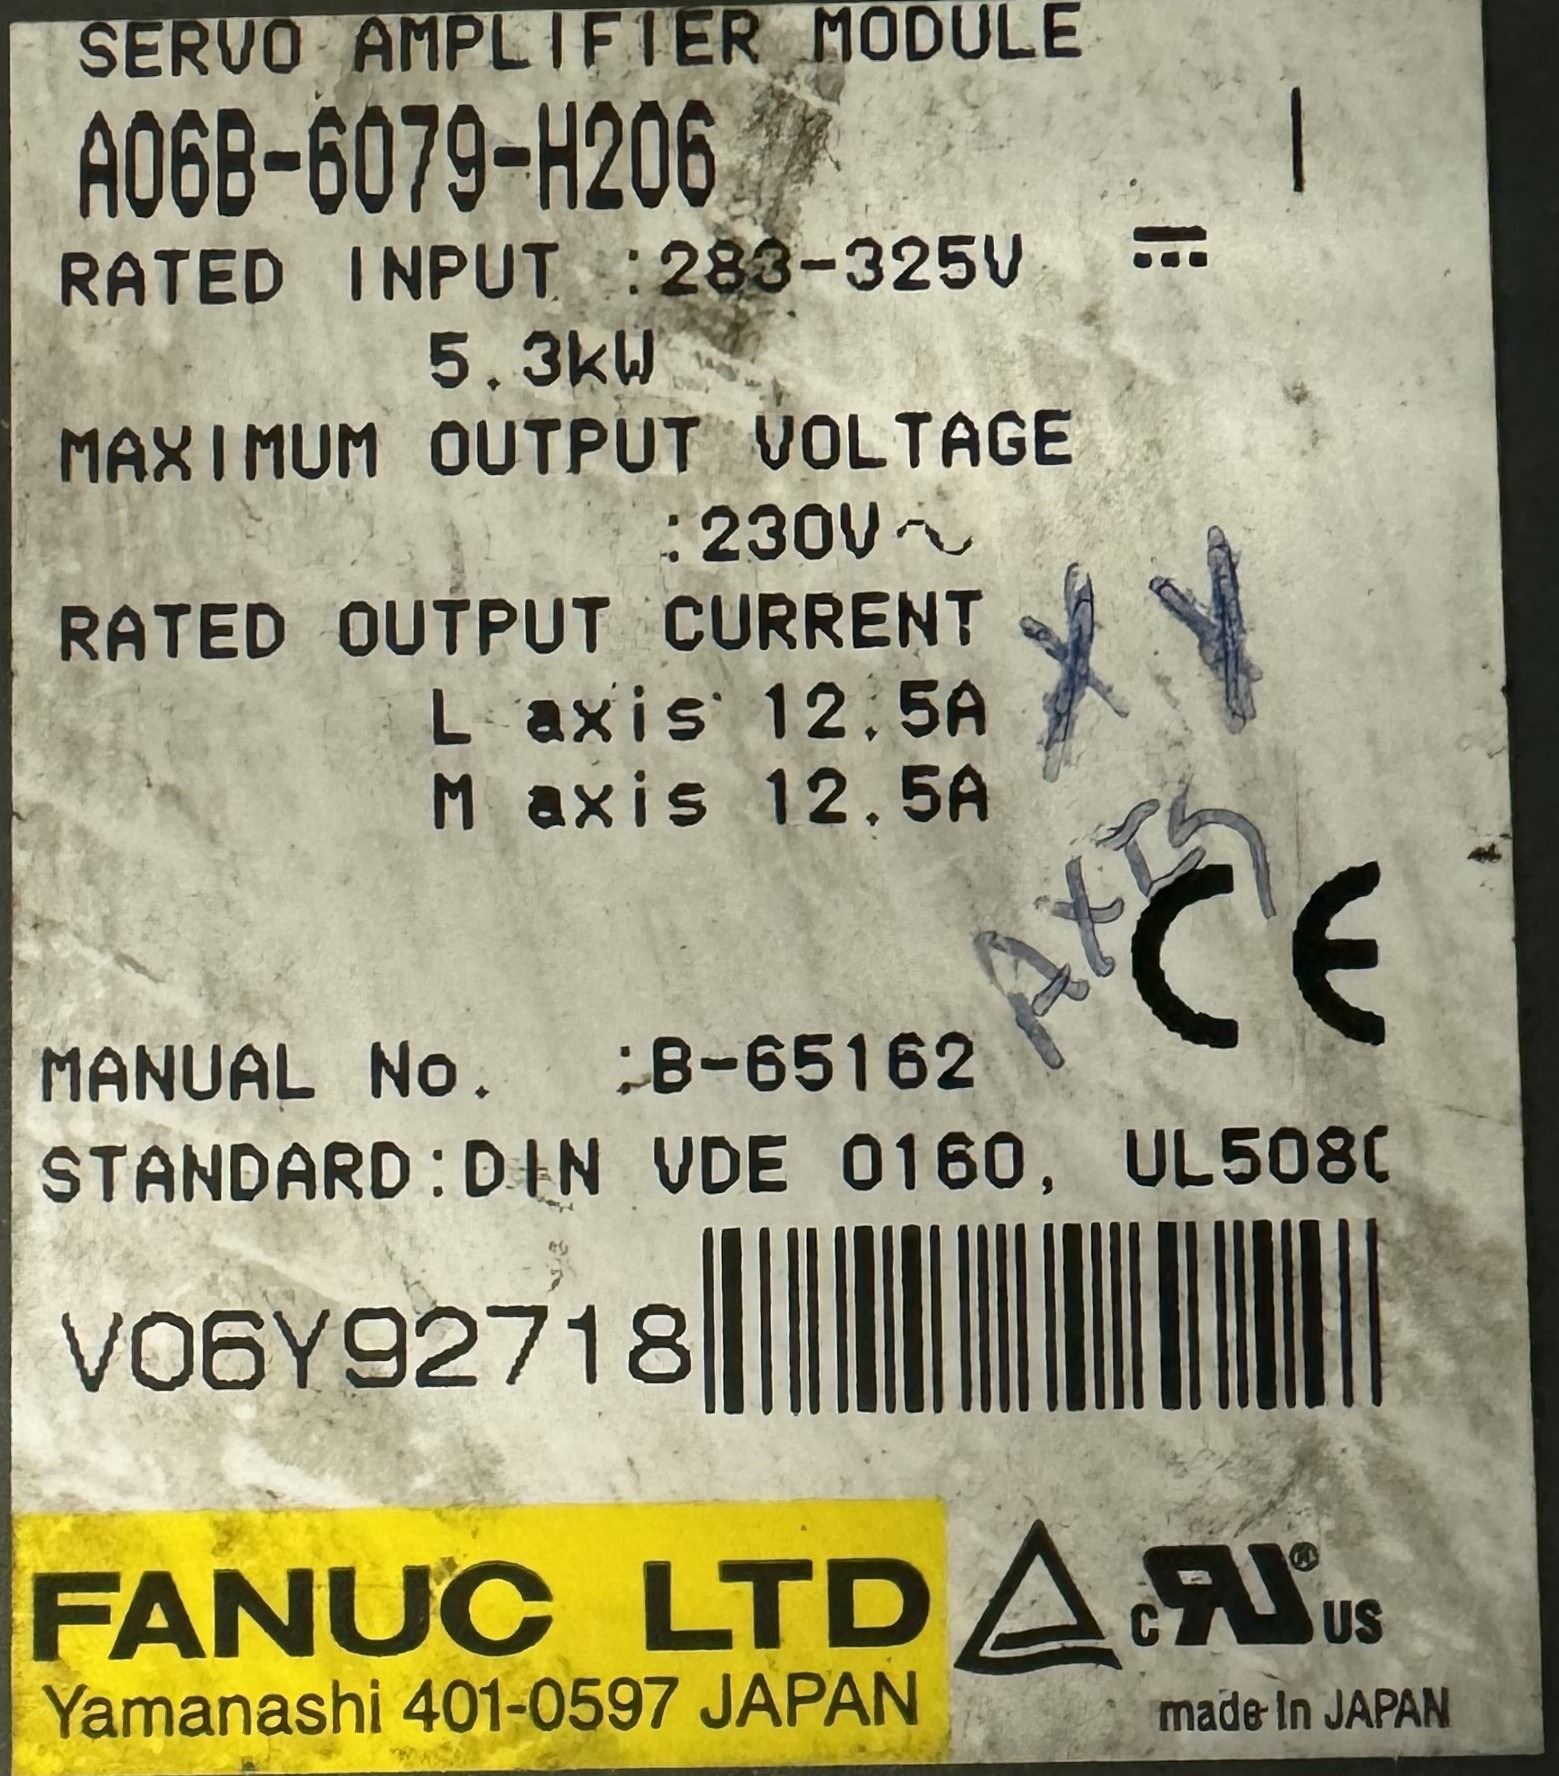 SERVO AMPLIFIER MODULE
A06B-6079-H206 I
RATED INPUT :283-325V ⎓
5.3kW
MAXIMUM OUTPUT VOLTAGE
:230V~
RATED OUTPUT CURRENT
X Y
L axis 12.5A
M axis 12.5A
AXIS
CE
MANUAL No. :B-65162
STANDARD:DIN VDE 0160, UL508C
V06Y92718
FANUC LTD
Yamanashi 401-0597 JAPAN
c RU ® US
made In JAPAN